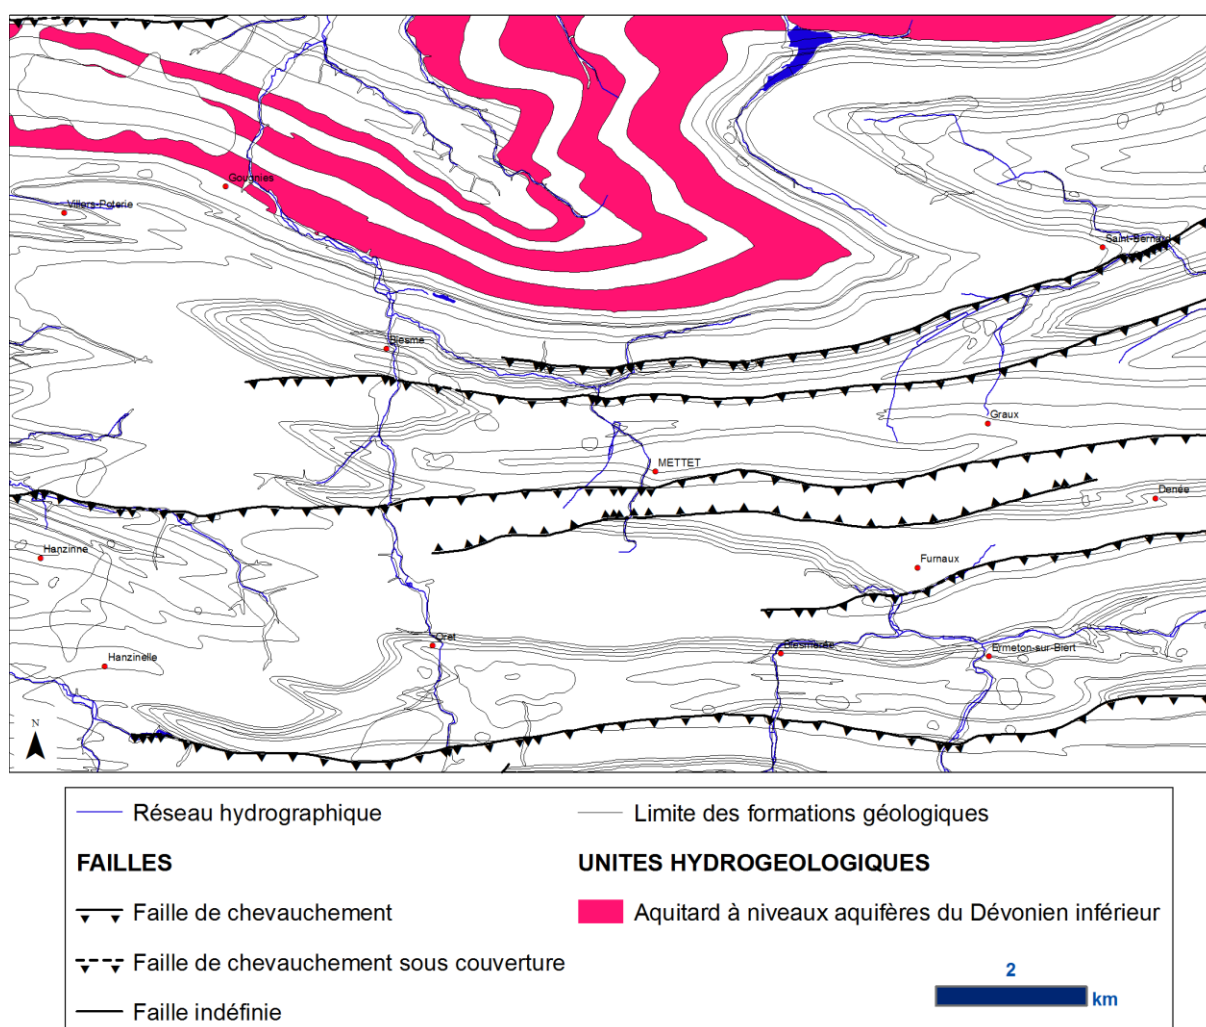 Gougnies
Villers-Poterie
Saint-Bernard
Biesme
Graux
METTET
Denée
Hanzinne
Furnaux
Oret
Biesmerée
Ermeton-sur-Biert
Hanzinelle
N
Réseau hydrographique
Limite des formations géologiques
FAILLES
UNITES HYDROGEOLOGIQUES
Faille de chevauchement
Aquitard à niveaux aquifères du Dévonien inférieur
Faille de chevauchement sous couverture
2
km
Faille indéfinie